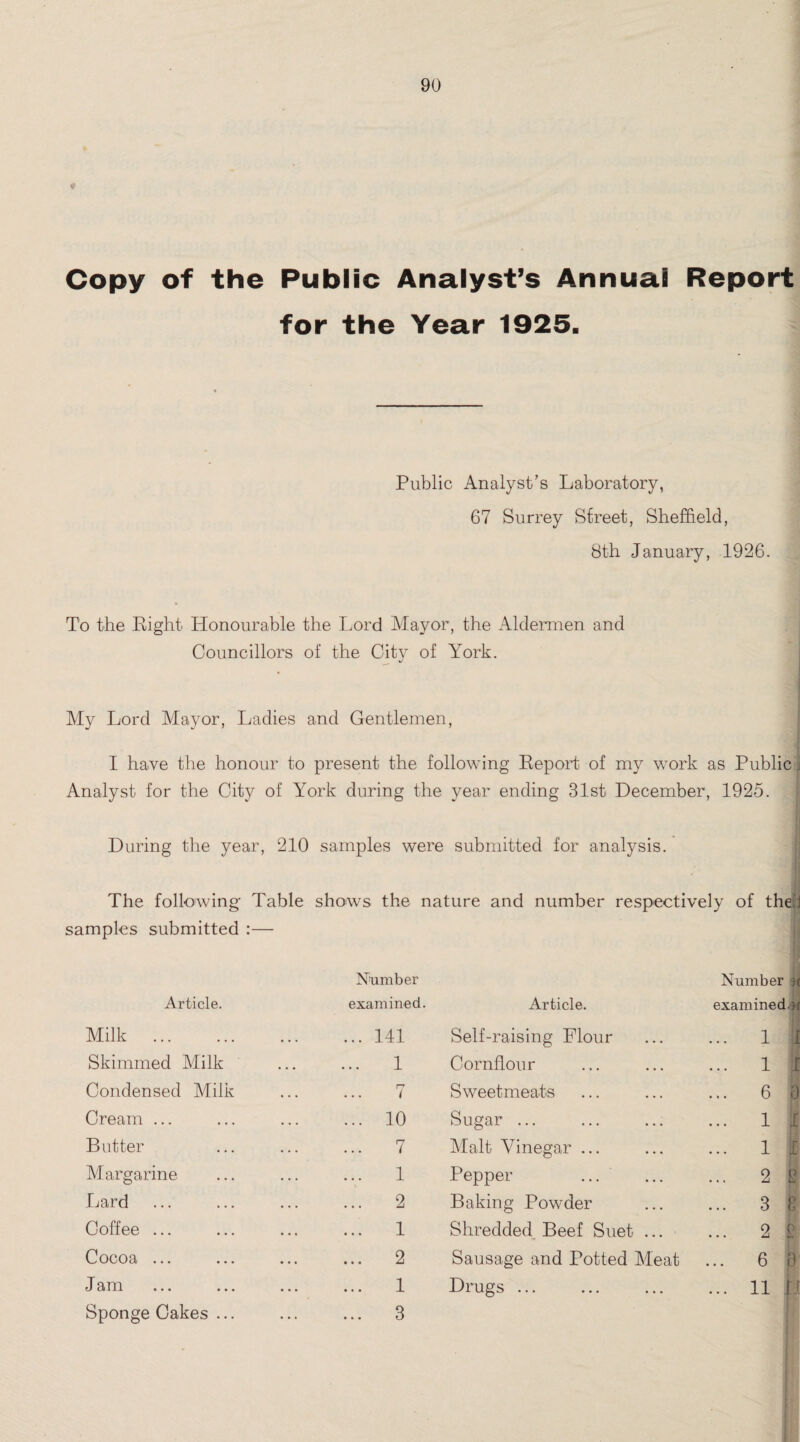 90
Copy of the Public Analyst's Annual Report
for the Year 1925.
Public Analyst's Laboratory,
67 Surrey Street, Sheffield,
8th January, 1926.
To the Right Honourable the Lord Mayor, the Aldermen and
Councillors of the City of York.
My Lord Mayor, Ladies and Gentlemen,
I have the honour to present the following Report of my work as Public
Analyst for the City of York during the year ending 31st December, 1925.
During the year, 210 samples were submitted for analysis.
The following Table shows the nature and number respectively of the
samples submitted :—
Number Number
Article. examined. Article. examined.
Milk ... ... ... ... 141 Self-raising Flour ... ... 1
Skimmed Milk ... ... 1 Cornflour ... ... ... 1
Condensed Milk ... ... 7 Sweetmeats ... ... ... 6
Cream ... ... ... ... 10 Sugar ... ... ... ... 1
Butter ... ... ... 7 Malt Vinegar ... ... ... 1
Margarine ... ... ... 1 Pepper ... ... ... 2
Lard ... ... ... ... 2 Baking Powder ... ... 3
Coffee ... ... ... ... 1 Shredded Beef Suet ... ... 2
Cocoa ... ... ... ... 2 Sausage and Potted Meat ... 6
Jam ... ... ... ... 1 Drugs ... ... ... ... 11
Sponge Cakes ... ... ... 3